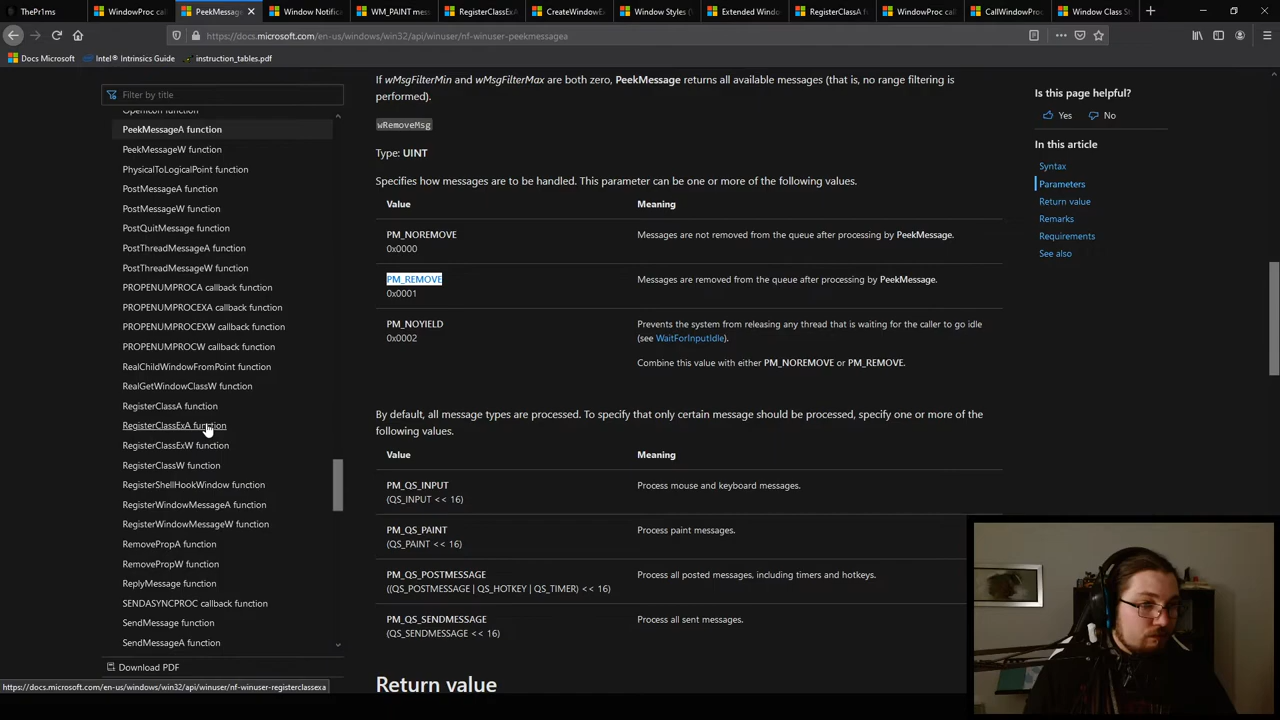 ThePr1ms
WindowProc cal
PeekMessage
Window Notific
WM_PAINT mess
RegisterClassExA
CreateWindowEx
Window Styles (
Extended Windo
RegisterClassA f
WindowProc cal
CallWindowProc
Window Class St
https://docs.microsoft.com/en-us/windows/win32/api/winuser/nf-winuser-peekmessagea
Docs Microsoft
Intel® Intrinsics Guide
instruction_tables.pdf
Filter by title
OpenIcon function
PeekMessageA function
PeekMessageW function
PhysicalToLogicalPoint function
PostMessageA function
PostMessageW function
PostQuitMessage function
PostThreadMessageA function
PostThreadMessageW function
PROPENUMPROCA callback function
PROPENUMPROCEXA callback function
PROPENUMPROCEXW callback function
PROPENUMPROCW callback function
RealChildWindowFromPoint function
RealGetWindowClassW function
RegisterClassA function
RegisterClassExA function
RegisterClassExW function
RegisterClassW function
RegisterShellHookWindow function
RegisterWindowMessageA function
RegisterWindowMessageW function
RemovePropA function
RemovePropW function
ReplyMessage function
SENDASYNCPROC callback function
SendMessage function
SendMessageA function
Download PDF
https://docs.microsoft.com/en-us/windows/win32/api/winuser/nf-winuser-registerclassexa
If wMsgFilterMin and wMsgFilterMax are both zero, PeekMessage returns all available messages (that is, no range filtering is
performed).
wRemoveMsg
Type: UINT
Specifies how messages are to be handled. This parameter can be one or more of the following values.
Value Meaning
PM_NOREMOVE Messages are not removed from the queue after processing by PeekMessage.
0x0000
PM_REMOVE Messages are removed from the queue after processing by PeekMessage.
0x0001
PM_NOYIELD Prevents the system from releasing any thread that is waiting for the caller to go idle
0x0002 (see WaitForInputIdle).
Combine this value with either PM_NOREMOVE or PM_REMOVE.
By default, all message types are processed. To specify that only certain message should be processed, specify one or more of the
following values.
Value Meaning
PM_QS_INPUT Process mouse and keyboard messages.
(QS_INPUT << 16)
PM_QS_PAINT Process paint messages.
(QS_PAINT << 16)
PM_QS_POSTMESSAGE Process all posted messages, including timers and hotkeys.
((QS_POSTMESSAGE | QS_HOTKEY | QS_TIMER) << 16)
PM_QS_SENDMESSAGE Process all sent messages.
(QS_SENDMESSAGE << 16)
Return value
Is this page helpful?
Yes No
In this article
Syntax
Parameters
Return value
Remarks
Requirements
See also